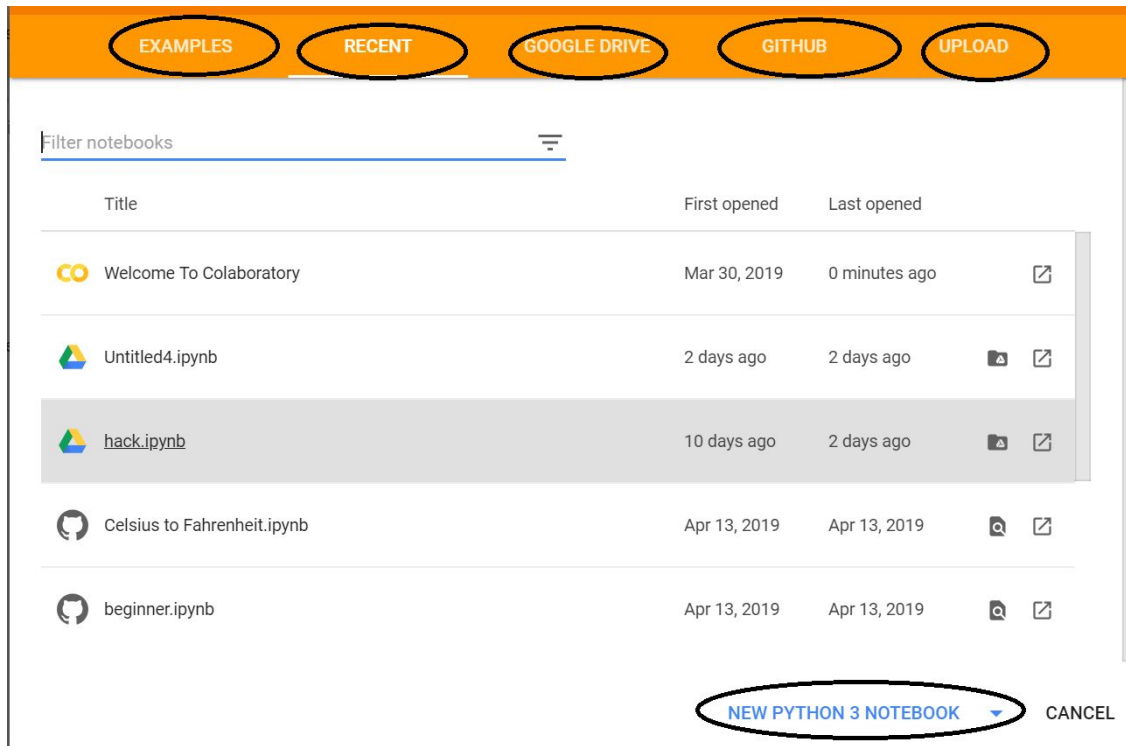 EXAMPLES RECENT GOOGLE DRIVE GITHUB UPLOAD
Filter notebooks
Title First opened Last opened
Welcome To Colaboratory Mar 30, 2019 0 minutes ago
Untitled4.ipynb 2 days ago 2 days ago
hack.ipynb 10 days ago 2 days ago
Celsius to Fahrenheit.ipynb Apr 13, 2019 Apr 13, 2019
beginner.ipynb Apr 13, 2019 Apr 13, 2019
NEW PYTHON 3 NOTEBOOK CANCEL